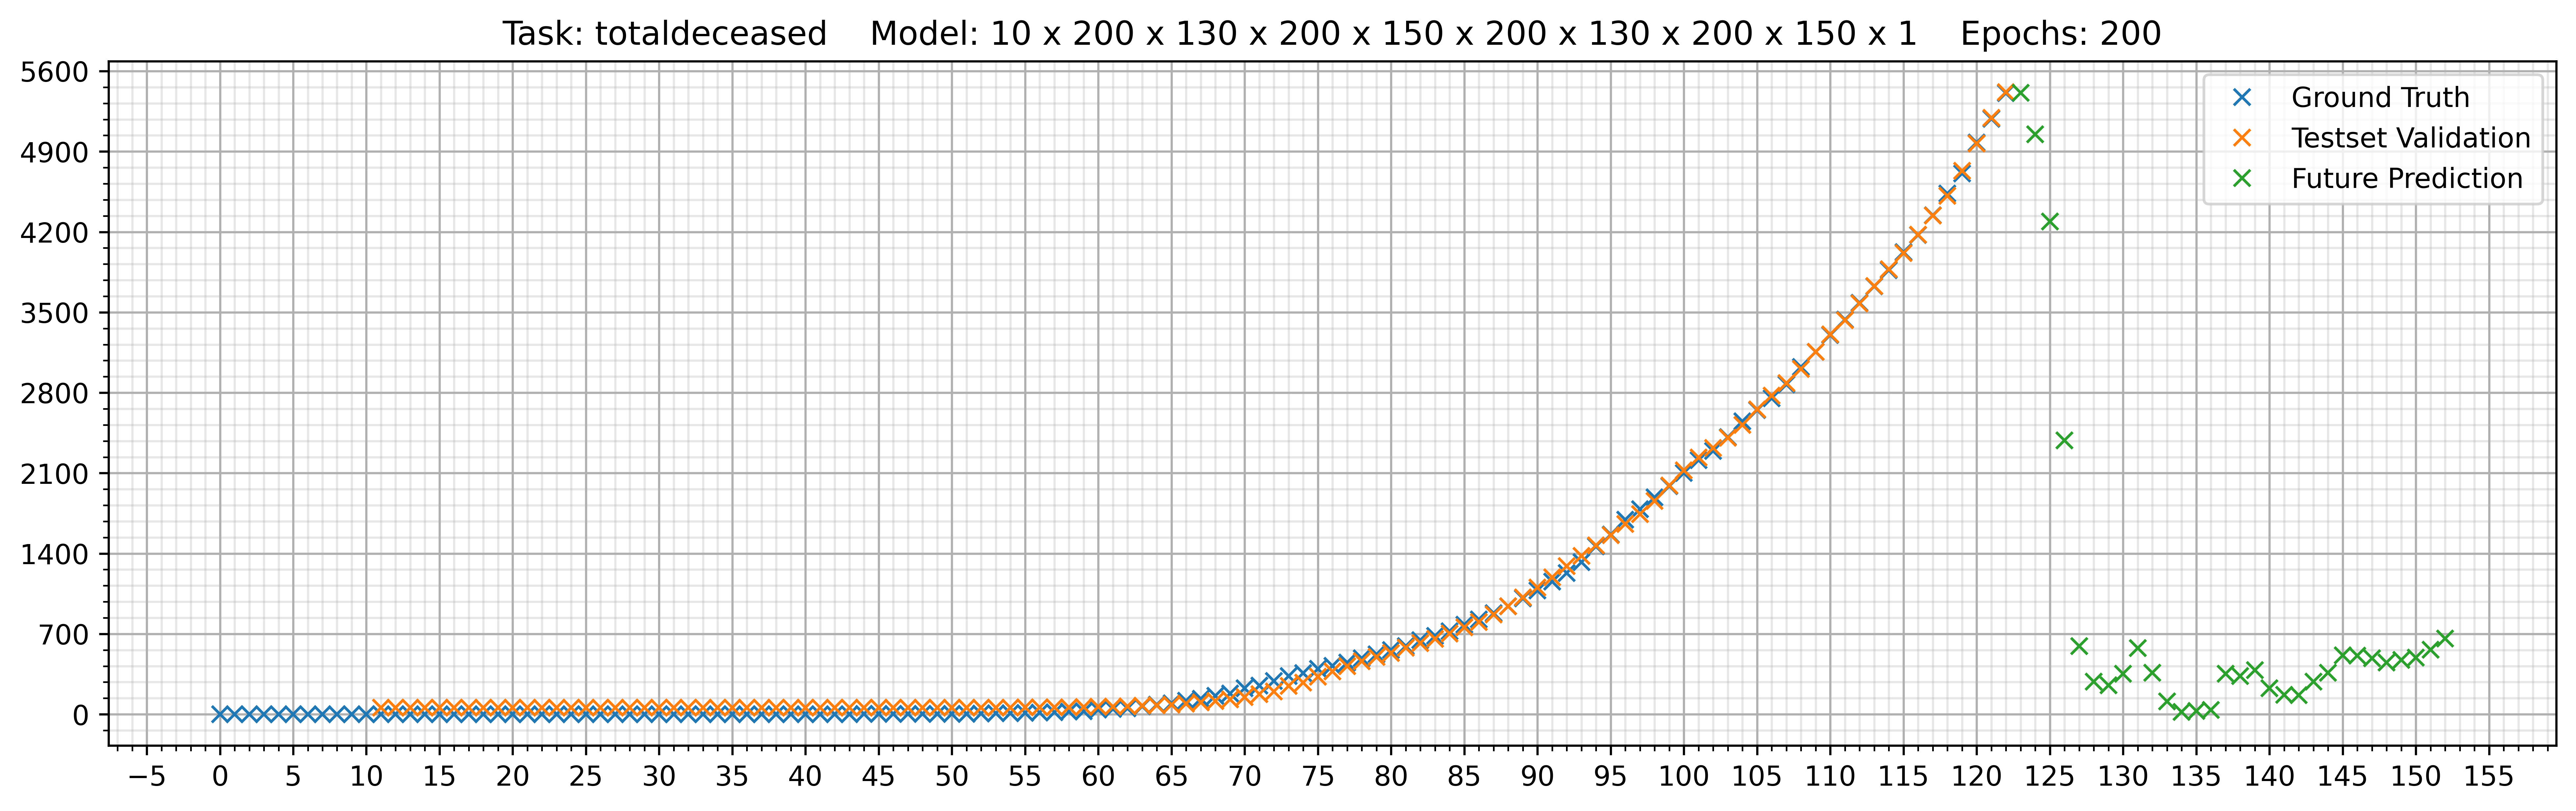 Task: totaldeceased    Model: 10 x 200 x 130 x 200 x 150 x 200 x 130 x 200 x 150 x 1    Epochs: 200
5600
4900
4200
3500
2800
2100
1400
700
0
Ground Truth
Testset Validation
Future Prediction
−5 0 5 10 15 20 25 30 35 40 45 50 55 60 65 70 75 80 85 90 95 100 105 110 115 120 125 130 135 140 145 150 155